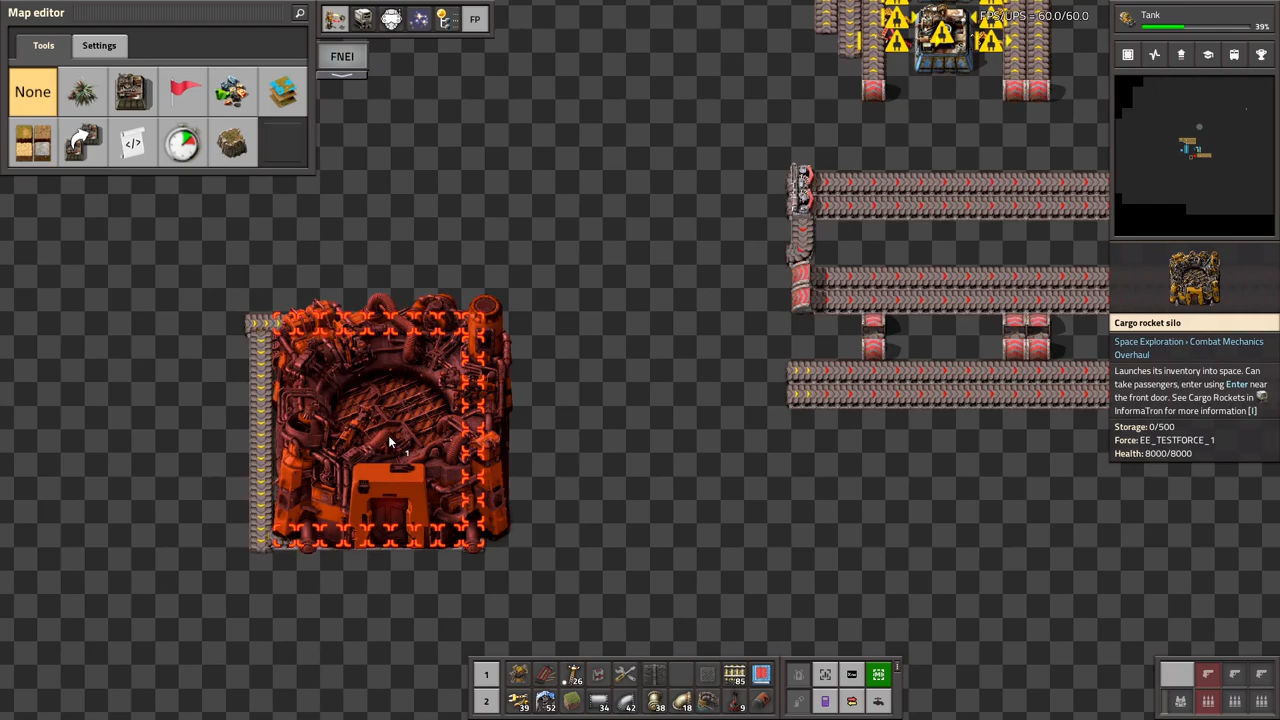 Map editor
Tools
Settings
None
FP
FNEI
FPS/UPS = 60.0/60.0
Tank
39%
Cargo rocket silo
Space Exploration › Combat Mechanics
Overhaul
Launches its inventory into space. Can
take passengers, enter using Enter near
the front door. See Cargo Rockets in
InformaTron for more information [I]
Storage: 0/500
Force: EE_TESTFORCE_1
Health: 8000/8000
1
1
26
85
2
39
52
34
42
38
18
9